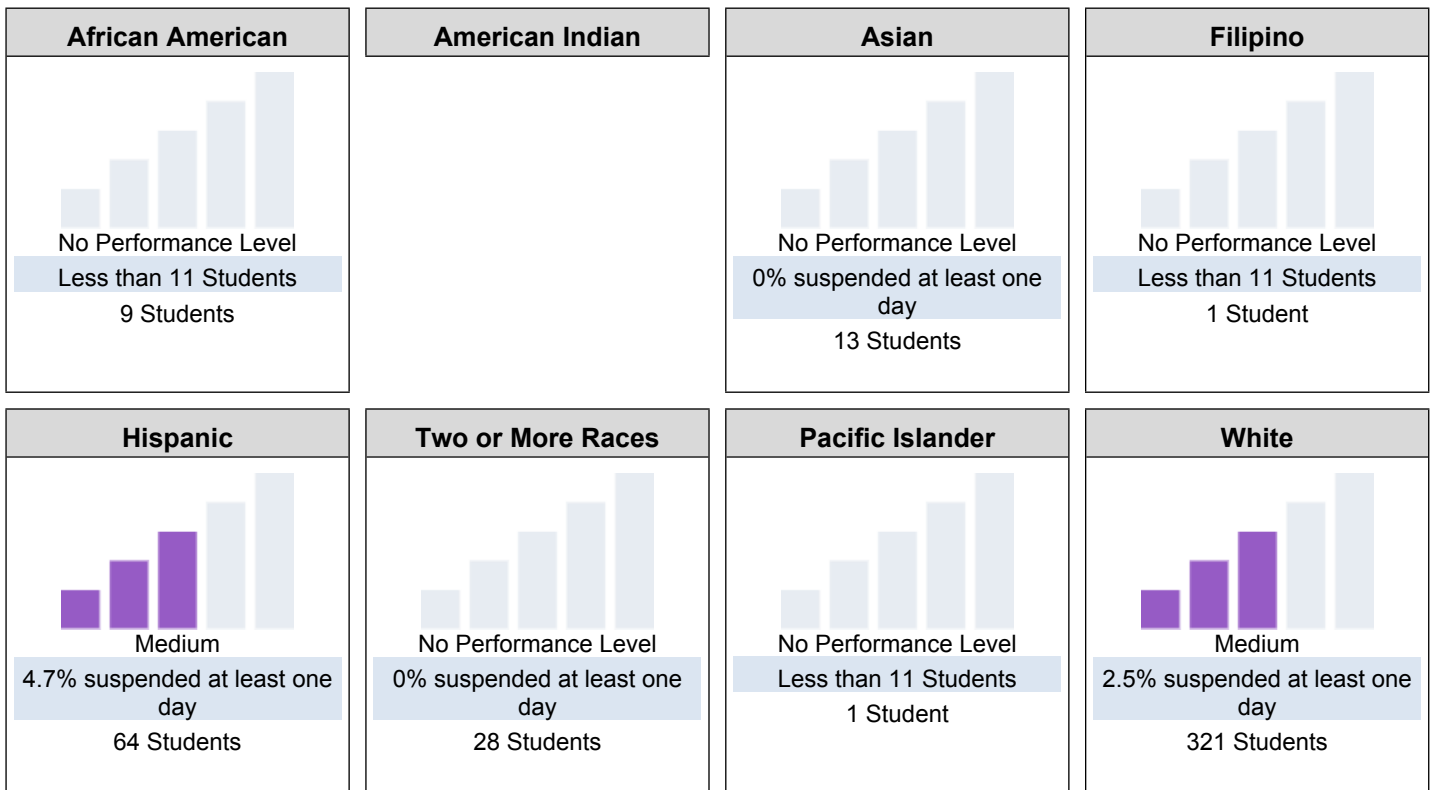 African American
No Performance Level
Less than 11 Students
9 Students
American Indian
Asian
No Performance Level
0% suspended at least one
day
13 Students
Filipino
No Performance Level
Less than 11 Students
1 Student
Hispanic
Medium
4.7% suspended at least one
day
64 Students
Two or More Races
No Performance Level
0% suspended at least one
day
28 Students
Pacific Islander
No Performance Level
Less than 11 Students
1 Student
White
Medium
2.5% suspended at least one
day
321 Students